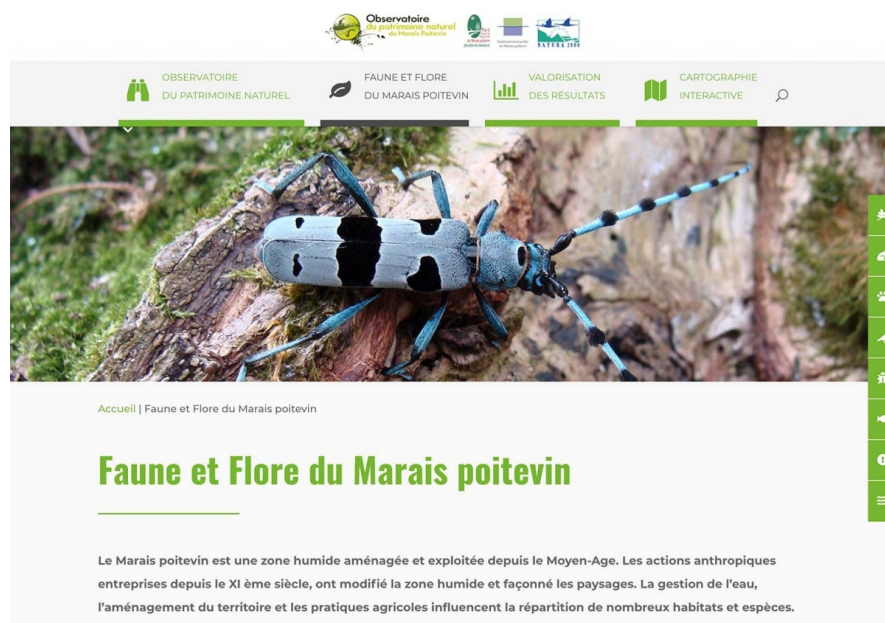 Observatoire
du patrimoine naturel
du Marais Poitevin
NATURA 2000
OBSERVATOIRE
DU PATRIMOINE NATUREL
FAUNE ET FLORE
DU MARAIS POITEVIN
VALORISATION
DES RÉSULTATS
CARTOGRAPHIE
INTERACTIVE
Accueil | Faune et Flore du Marais poitevin
Faune et Flore du Marais poitevin
Le Marais poitevin est une zone humide aménagée et exploitée depuis le Moyen-Age. Les actions anthropiques
entreprises depuis le XI ème siècle, ont modifié la zone humide et façonné les paysages. La gestion de l’eau,
l’aménagement du territoire et les pratiques agricoles influencent la répartition de nombreux habitats et espèces.